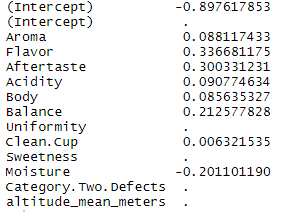 (Intercept) -0.897617853
(Intercept) .
Aroma 0.088117433
Flavor 0.336681175
Aftertaste 0.300331231
Acidity 0.090774634
Body 0.085635327
Balance 0.212577828
Uniformity .
Clean.Cup 0.006321535
Sweetness .
Moisture -0.201101190
Category.Two.Defects .
altitude_mean_meters .